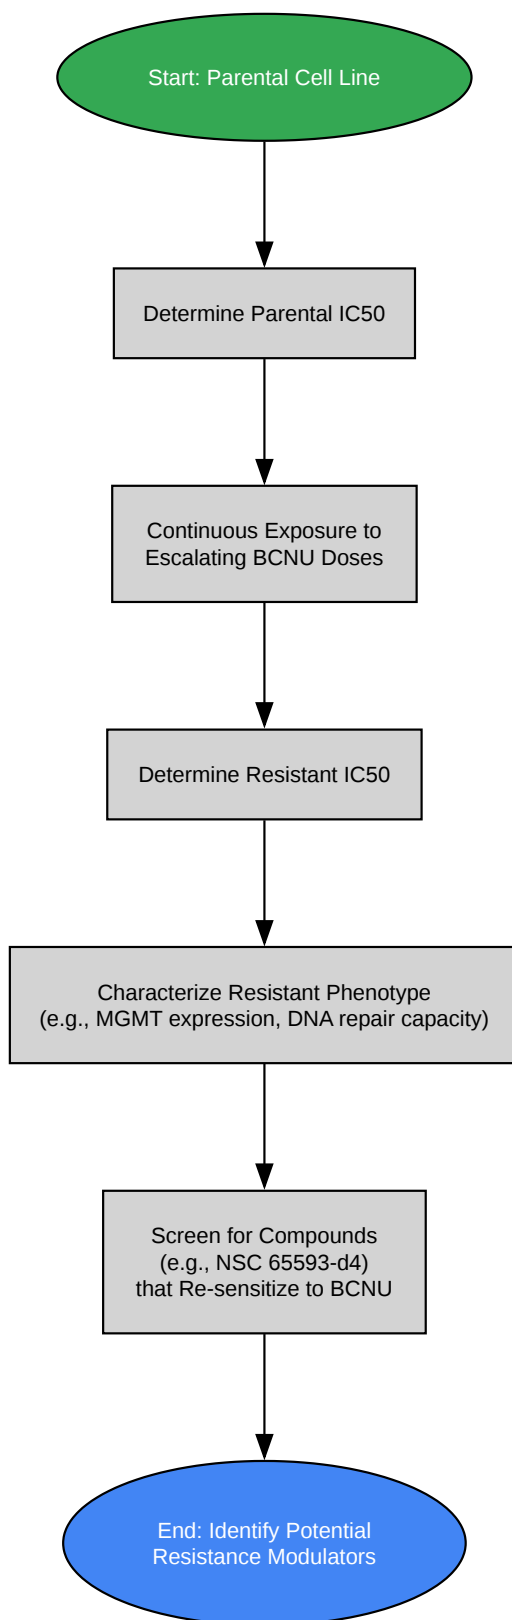 Start: Parental Cell Line
Determine Parental IC50
Continuous Exposure to
Escalating BCNU Doses
Determine Resistant IC50
Characterize Resistant Phenotype
(e.g., MGMT expression, DNA repair capacity)
Screen for Compounds
(e.g., NSC 65593-d4)
that Re-sensitize to BCNU
End: Identify Potential
Resistance Modulators